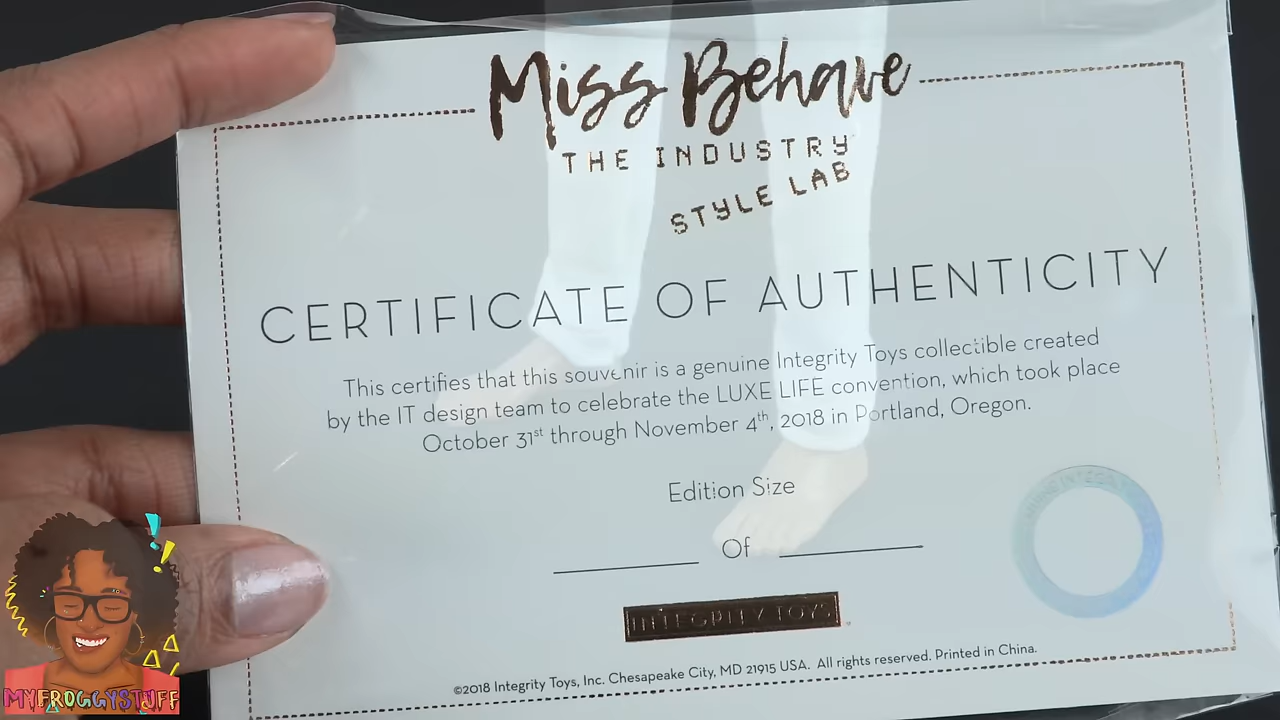 Miss Behave
THE INDUSTRY
STYLE LAB
CERTIFICATE OF AUTHENTICITY
This certifies that this souvenir is a genuine Integrity Toys collectible created
by the IT design team to celebrate the LUXE LIFE convention, which took place
October 31st through November 4th, 2018 in Portland, Oregon.
Edition Size
Of
INTEGRITY TOYS
©2018 Integrity Toys, Inc. Chesapeake City, MD 21915 USA. All rights reserved. Printed in China.
MYFROGGYSTUFF